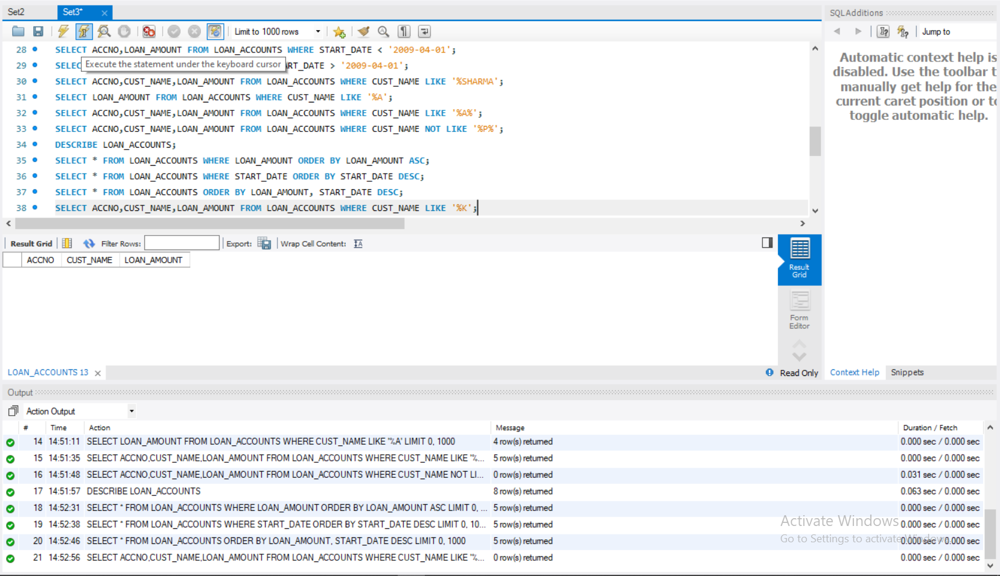 Set2
Set3*
SQLAdditions
Limit to 1000 rows
Jump to
28 SELECT ACCNO,LOAN_AMOUNT FROM LOAN_ACCOUNTS WHERE START_DATE < '2009-04-01';
29 SELEC
Execute the statement under the keyboard cursor
RT_DATE > '2009-04-01';
30 SELECT ACCNO,CUST_NAME,LOAN_AMOUNT FROM LOAN_ACCOUNTS WHERE CUST_NAME LIKE '%SHARMA';
31 SELECT LOAN_AMOUNT FROM LOAN_ACCOUNTS WHERE CUST_NAME LIKE '%A';
32 SELECT ACCNO,CUST_NAME,LOAN_AMOUNT FROM LOAN_ACCOUNTS WHERE CUST_NAME LIKE '%A%';
33 SELECT ACCNO,CUST_NAME,LOAN_AMOUNT FROM LOAN_ACCOUNTS WHERE CUST_NAME NOT LIKE '%P%';
34 DESCRIBE LOAN_ACCOUNTS;
35 SELECT * FROM LOAN_ACCOUNTS WHERE LOAN_AMOUNT ORDER BY LOAN_AMOUNT ASC;
36 SELECT * FROM LOAN_ACCOUNTS WHERE START_DATE ORDER BY START_DATE DESC;
37 SELECT * FROM LOAN_ACCOUNTS ORDER BY LOAN_AMOUNT, START_DATE DESC;
38 SELECT ACCNO,CUST_NAME,LOAN_AMOUNT FROM LOAN_ACCOUNTS WHERE CUST_NAME LIKE '%K';
Automatic context help is
disabled. Use the toolbar t
manually get help for the
current caret position or to
toggle automatic help.
Result Grid Filter Rows: Export: Wrap Cell Content:
ACCNO CUST_NAME LOAN_AMOUNT
Result
Grid
Form
Editor
LOAN_ACCOUNTS 13
Read Only
Context Help Snippets
Output
Action Output
# Time Action Message Duration / Fetch
14 14:51:11 SELECT LOAN_AMOUNT FROM LOAN_ACCOUNTS WHERE CUST_NAME LIKE '%A' LIMIT 0, 1000 4 row(s) returned 0.000 sec / 0.000 sec
15 14:51:35 SELECT ACCNO,CUST_NAME,LOAN_AMOUNT FROM LOAN_ACCOUNTS WHERE CUST_NAME LIKE '%... 5 row(s) returned 0.000 sec / 0.000 sec
16 14:51:48 SELECT ACCNO,CUST_NAME,LOAN_AMOUNT FROM LOAN_ACCOUNTS WHERE CUST_NAME NOT LI... 0 row(s) returned 0.031 sec / 0.000 sec
17 14:51:57 DESCRIBE LOAN_ACCOUNTS 8 row(s) returned 0.063 sec / 0.000 sec
18 14:52:31 SELECT * FROM LOAN_ACCOUNTS WHERE LOAN_AMOUNT ORDER BY LOAN_AMOUNT ASC LIMIT 0, ... 5 row(s) returned 0.000 sec / 0.000 sec
19 14:52:38 SELECT * FROM LOAN_ACCOUNTS WHERE START_DATE ORDER BY START_DATE DESC LIMIT 0, 10... 5 row(s) returned 0.000 sec / 0.000 sec
20 14:52:46 SELECT * FROM LOAN_ACCOUNTS ORDER BY LOAN_AMOUNT, START_DATE DESC LIMIT 0, 1000 5 row(s) returned 0.000 sec / 0.000 sec
21 14:52:56 SELECT ACCNO,CUST_NAME,LOAN_AMOUNT FROM LOAN_ACCOUNTS WHERE CUST_NAME LIKE '%... 0 row(s) returned 0.000 sec / 0.000 sec
Activate Windows
Go to Settings to activate Windows.